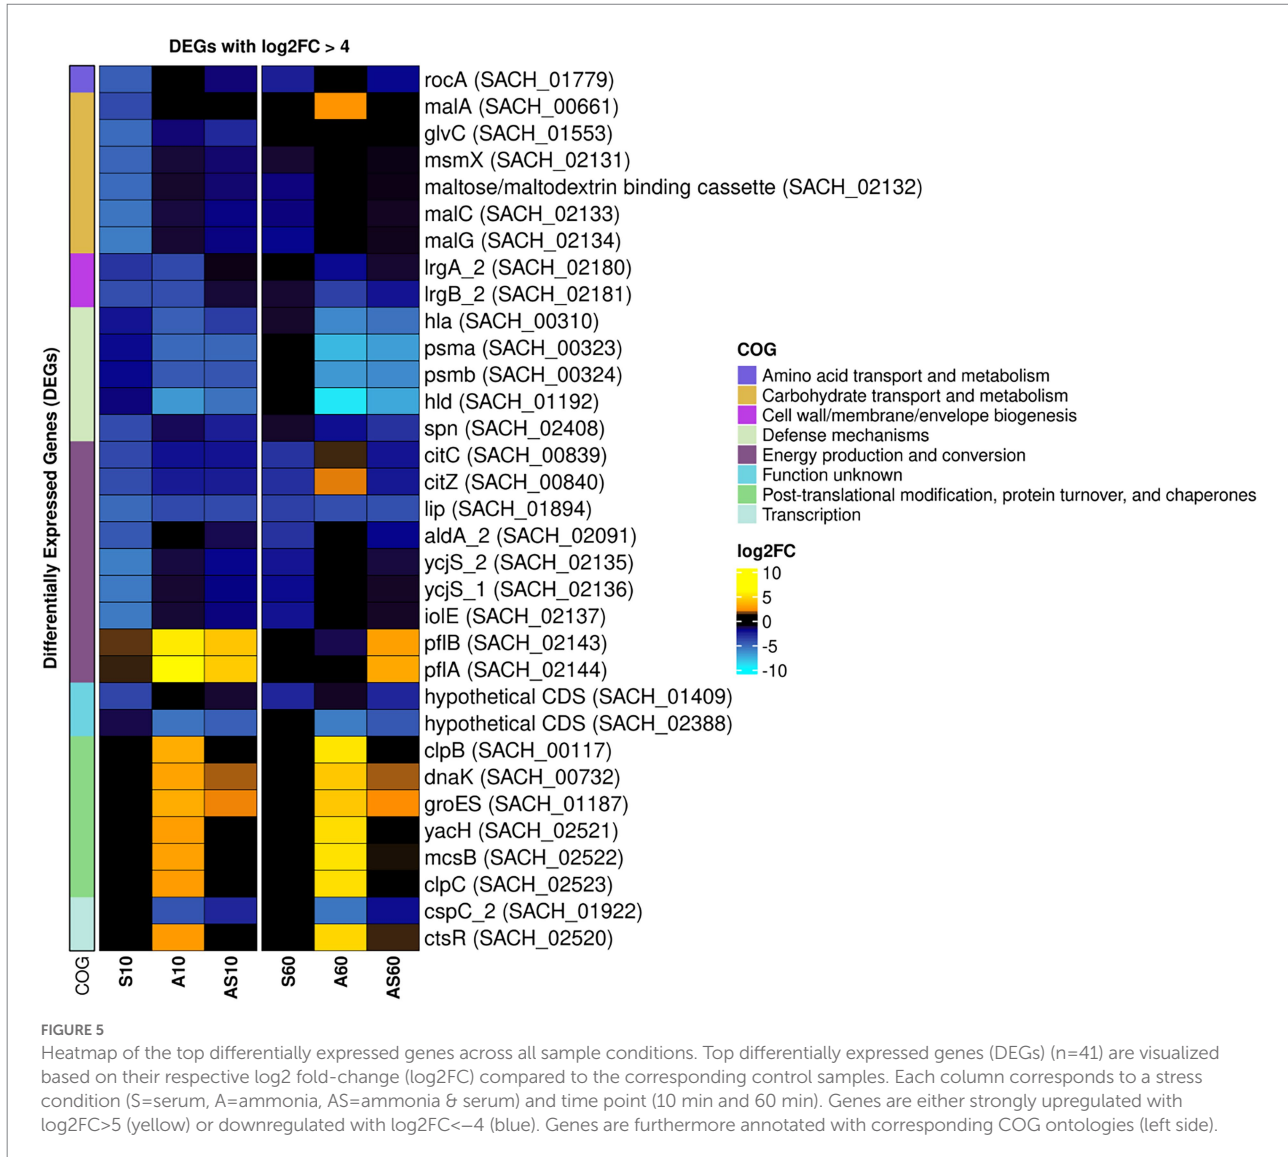 DEGs with log2FC > 4
Differentially Expressed Genes (DEGs)
rocA (SACH_01779)
malA (SACH_00661)
glvC (SACH_01553)
msmX (SACH_02131)
maltose/maltodextrin binding cassette (SACH_02132)
malC (SACH_02133)
malG (SACH_02134)
lrgA_2 (SACH_02180)
lrgB_2 (SACH_02181)
hla (SACH_00310)
psma (SACH_00323)
psmb (SACH_00324)
hld (SACH_01192)
spn (SACH_02408)
citC (SACH_00839)
citZ (SACH_00840)
lip (SACH_01894)
aldA_2 (SACH_02091)
ycjS_2 (SACH_02135)
ycjS_1 (SACH_02136)
iolE (SACH_02137)
pflB (SACH_02143)
pflA (SACH_02144)
hypothetical CDS (SACH_01409)
hypothetical CDS (SACH_02388)
clpB (SACH_00117)
dnaK (SACH_00732)
groES (SACH_01187)
yacH (SACH_02521)
mcsB (SACH_02522)
clpC (SACH_02523)
cspC_2 (SACH_01922)
ctsR (SACH_02520)
COG
S10
A10
AS10
S60
A60
AS60
COG
Amino acid transport and metabolism
Carbohydrate transport and metabolism
Cell wall/membrane/envelope biogenesis
Defense mechanisms
Energy production and conversion
Function unknown
Post-translational modification, protein turnover, and chaperones
Transcription
log2FC
10
5
0
-5
-10
FIGURE 5
Heatmap of the top differentially expressed genes across all sample conditions. Top differentially expressed genes (DEGs) (n=41) are visualized
based on their respective log2 fold-change (log2FC) compared to the corresponding control samples. Each column corresponds to a stress
condition (S=serum, A=ammonia, AS=ammonia & serum) and time point (10 min and 60 min). Genes are either strongly upregulated with
log2FC>5 (yellow) or downregulated with log2FC<−4 (blue). Genes are furthermore annotated with corresponding COG ontologies (left side).